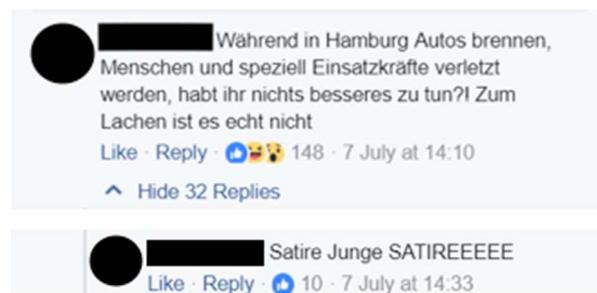 Während in Hamburg Autos brennen,
Menschen und speziell Einsatzkräfte verletzt
werden, habt ihr nichts besseres zu tun?! Zum
Lachen ist es echt nicht
Like · Reply · 148 · 7 July at 14:10
Hide 32 Replies
Satire Junge SATIREEEEE
Like · Reply · 10 · 7 July at 14:33